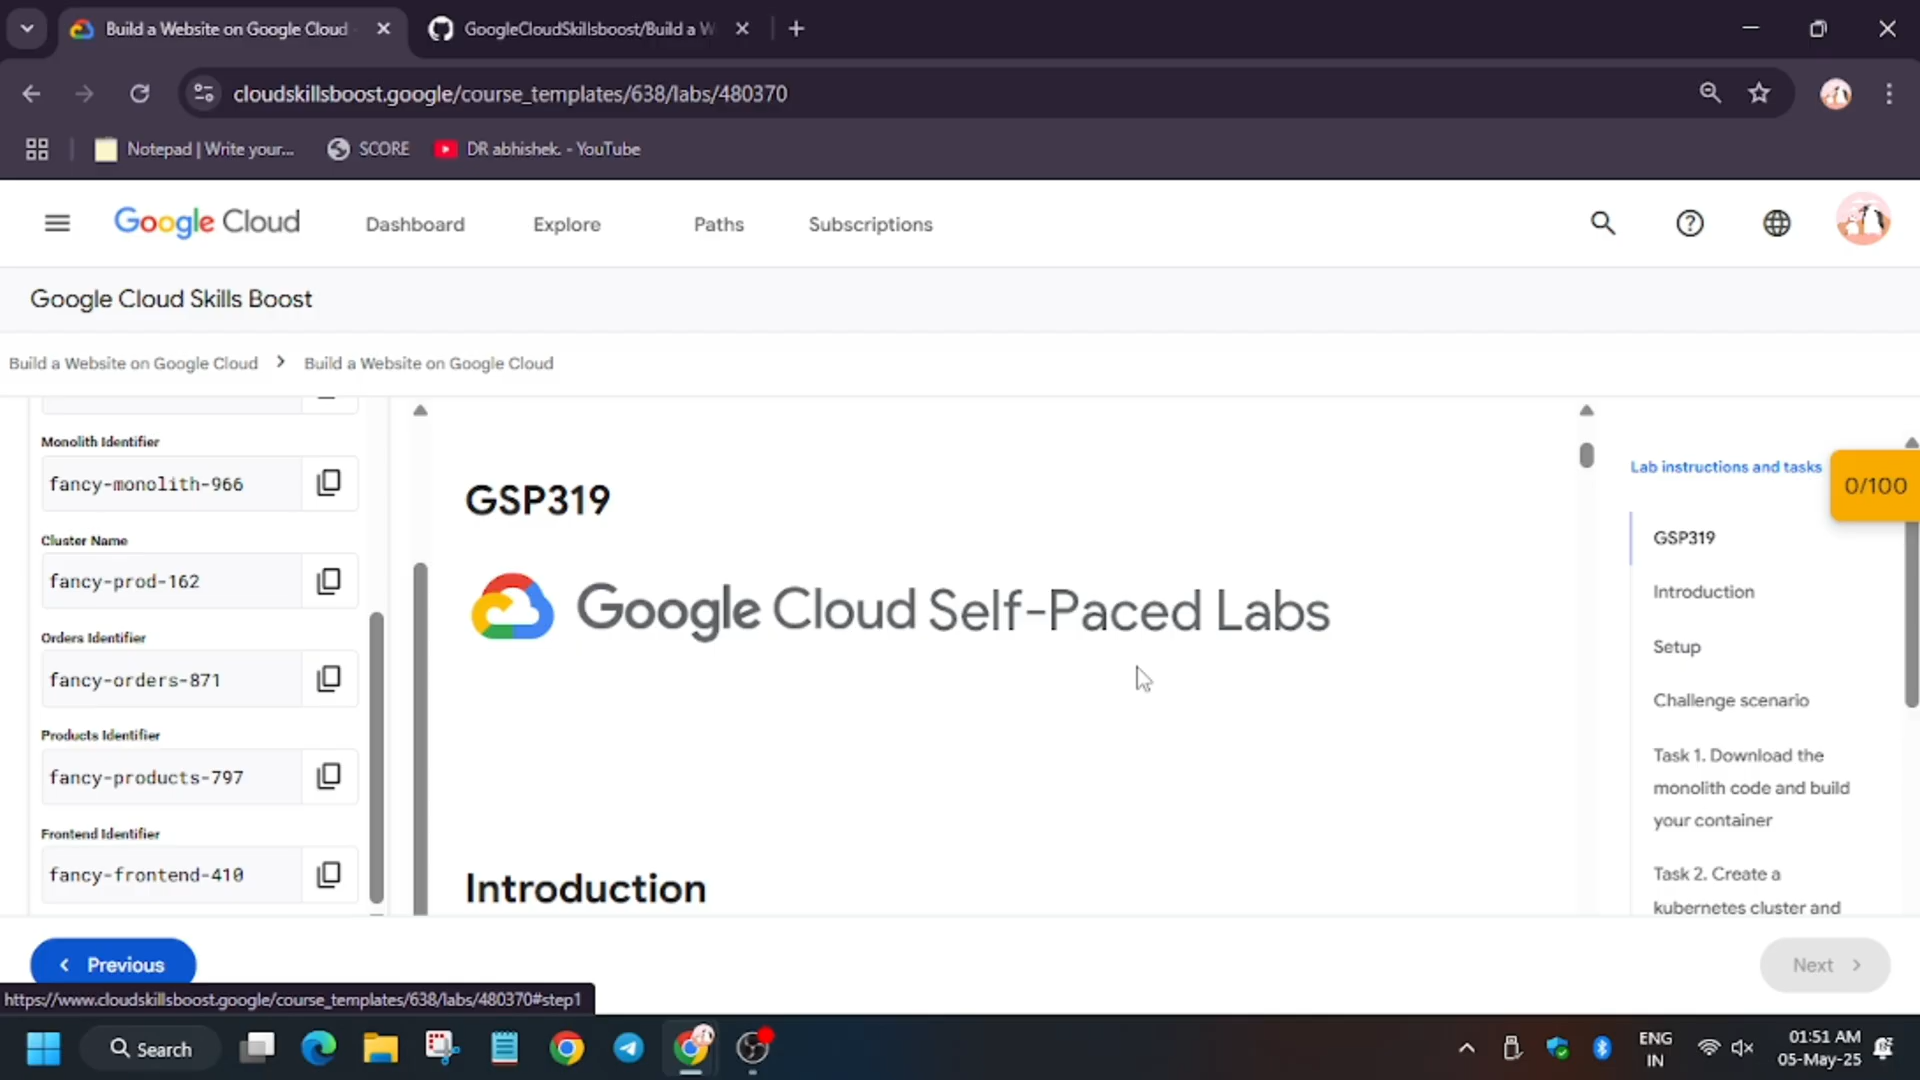 Build a Website on Google Cloud
GoogleCloudSkillsboost/Build a W
cloudskillsboost.google/course_templates/638/labs/480370
Notepad | Write your...
SCORE
DR abhishek. - YouTube
Google Cloud
Dashboard
Explore
Paths
Subscriptions
Google Cloud Skills Boost
Build a Website on Google Cloud
Build a Website on Google Cloud
Monolith Identifier
fancy-monolith-966
Cluster Name
fancy-prod-162
Orders Identifier
fancy-orders-871
Products Identifier
fancy-products-797
Frontend Identifier
fancy-frontend-410
GSP319
Google Cloud Self-Paced Labs
Introduction
Lab instructions and tasks
0/100
GSP319
Introduction
Setup
Challenge scenario
Task 1. Download the
monolith code and build
your container
Task 2. Create a
kubernetes cluster and
Previous
Next
https://www.cloudskillsboost.google/course_templates/638/labs/480370#step1
Search
ENG
IN
01:51 AM
05-May-25